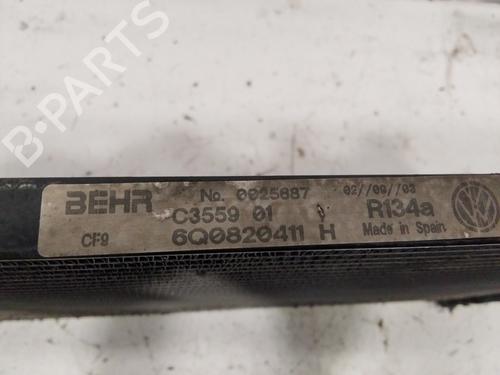 B-PARTS
BEHR No. 0025687 02//09//03
C3559 01 R134a
CF9 6Q0820411 H Made in Spain